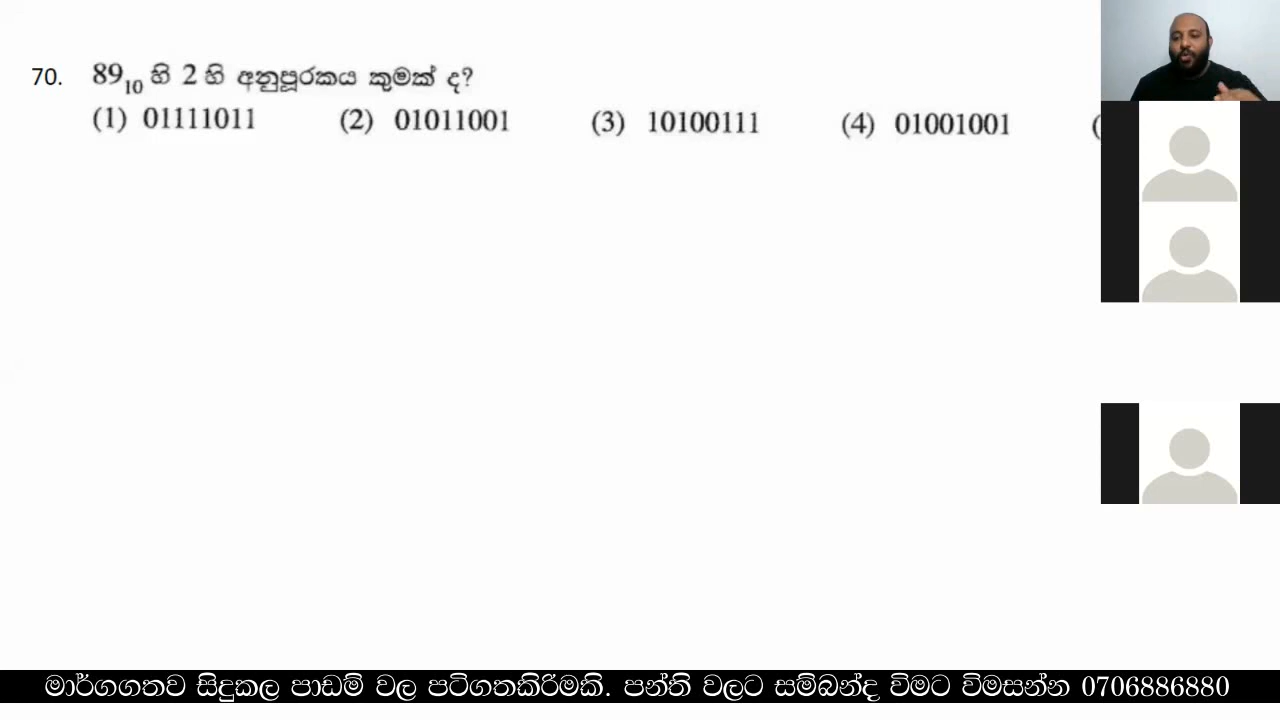 70. 89₁₀ හි 2 හි අනුපූරකය කුමක් ද?
(1) 01111011 (2) 01011001 (3) 10100111 (4) 01001001 (
මාර්ගගතව සිදුකල පාඩම් වල පටිගතකිරිමකි. පන්ති වලට සම්බන්ද විමට විමසන්න 0706886880